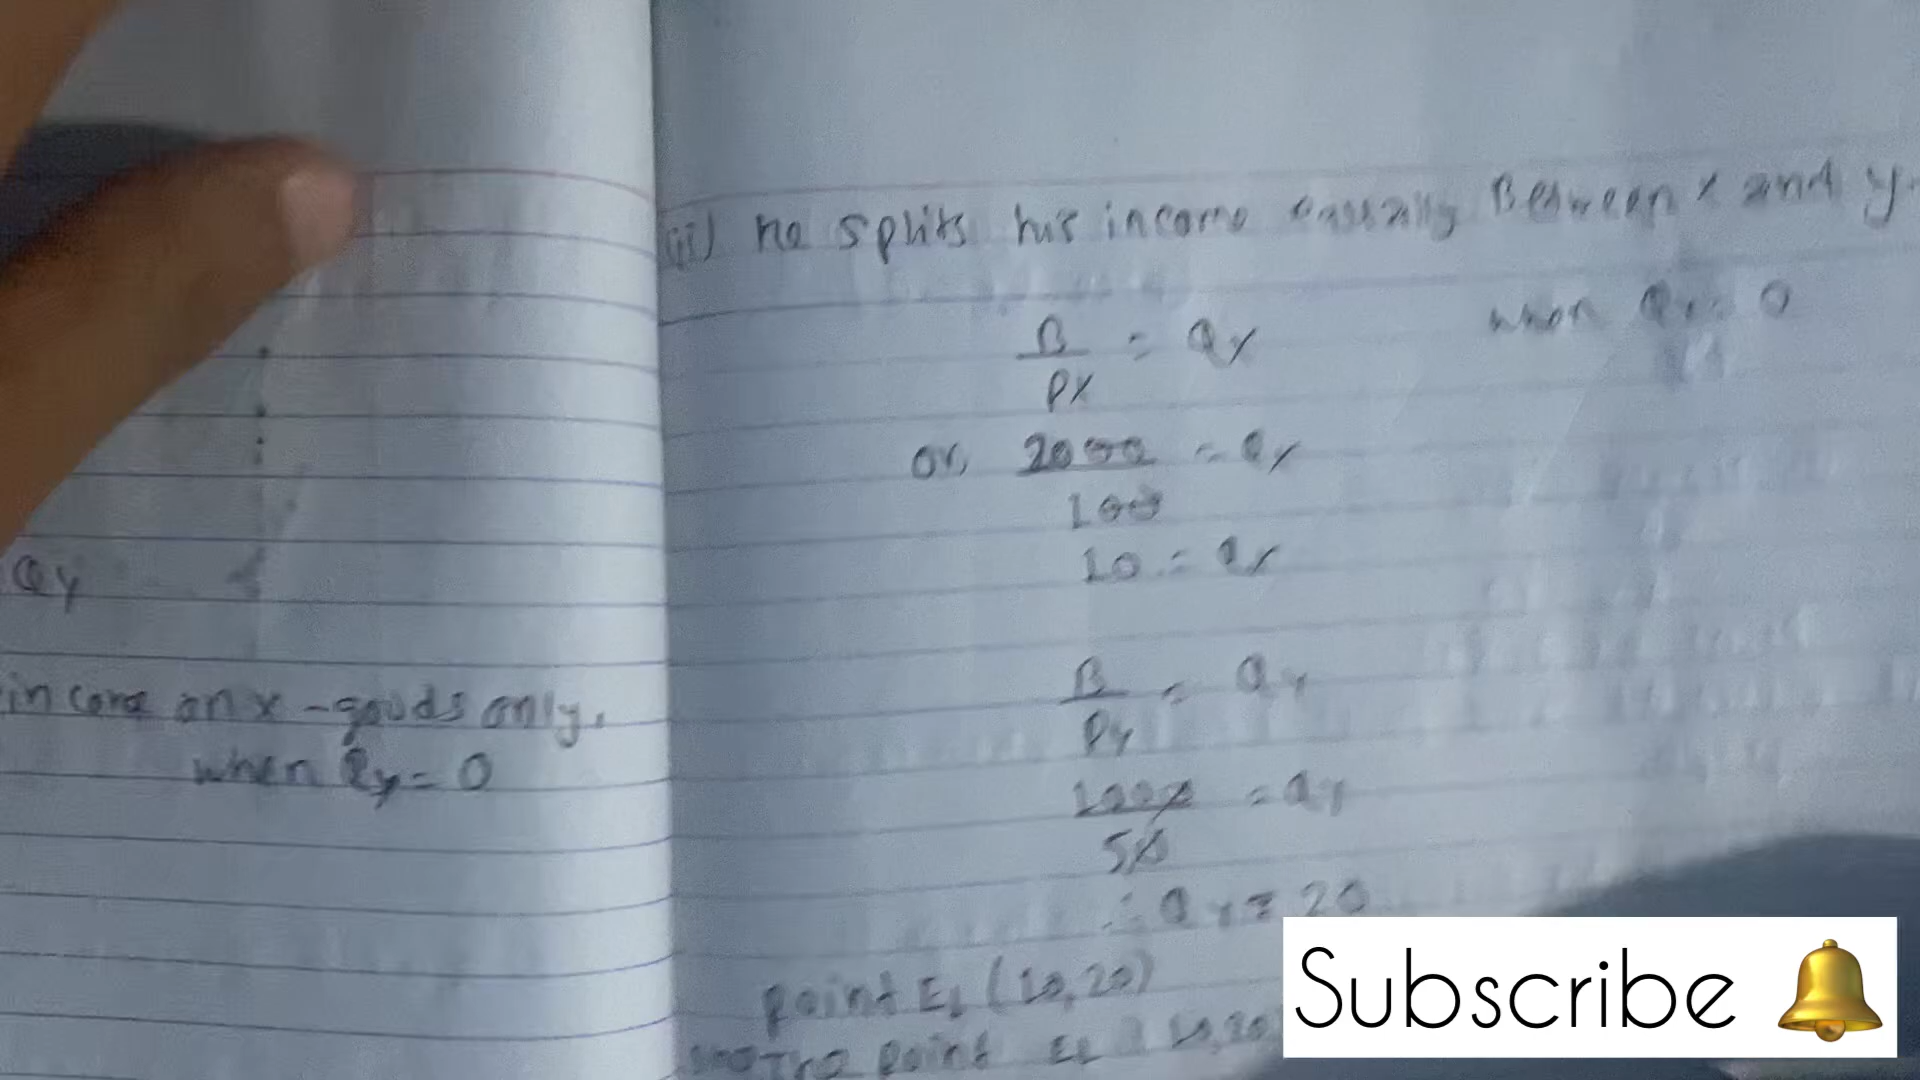 Qy
income on x -goods only.
when Qy = 0
(ii) he splits his income equally Between x and y.
B/Px = Qx when Qx = 0
or, 2000/100 = Qx
10 = Qx
B/Py = Qy
1000/50 = Qy
∴ Qy = 20
point E₁ (10,20)
point
Subscribe 🔔